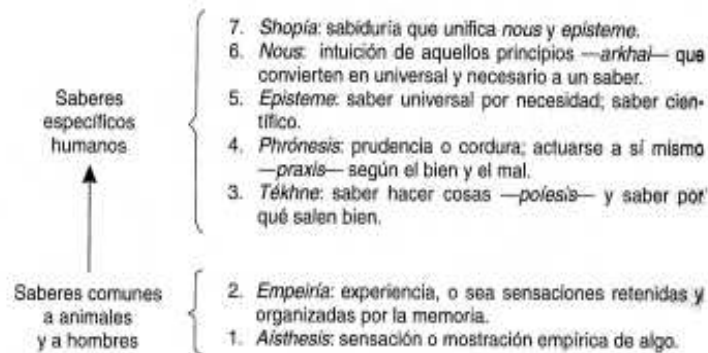 7. Shopía: sabiduría que unifica nous y episteme.
6. Nous: intuición de aquellos principios —arkhai— que
convierten en universal y necesario a un saber.
5. Episteme: saber universal por necesidad; saber cien-
tífico.
4. Phrónesis: prudencia o cordura; actuarse a sí mismo
—praxis— según el bien y el mal.
3. Tékhne: saber hacer cosas —poíesis— y saber por
qué salen bien.
Saberes
específicos
humanos
2. Empeiría: experiencia, o sea sensaciones retenidas y
organizadas por la memoria.
1. Aísthesis: sensación o mostración empírica de algo.
Saberes comunes
a animales
y a hombres